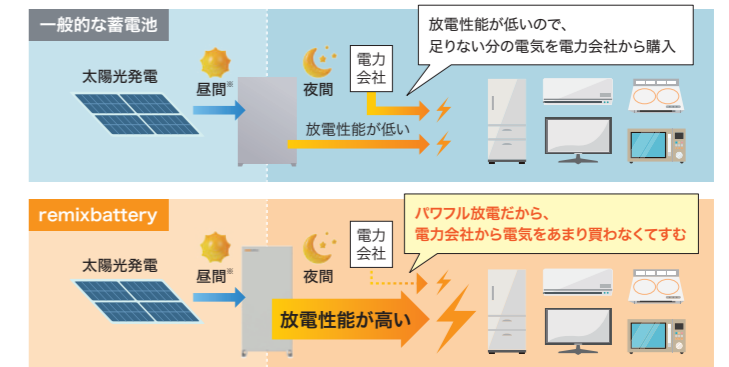 一般的な蓄電池
放電性能が低いので、
足りない分の電気を電力会社から購入
太陽光発電
昼間※
夜間
電力
会社
放電性能が低い
remixbattery
パワフル放電だから、
電力会社から電気をあまり買わなくてすむ
太陽光発電
昼間※
夜間
電力
会社
放電性能が高い